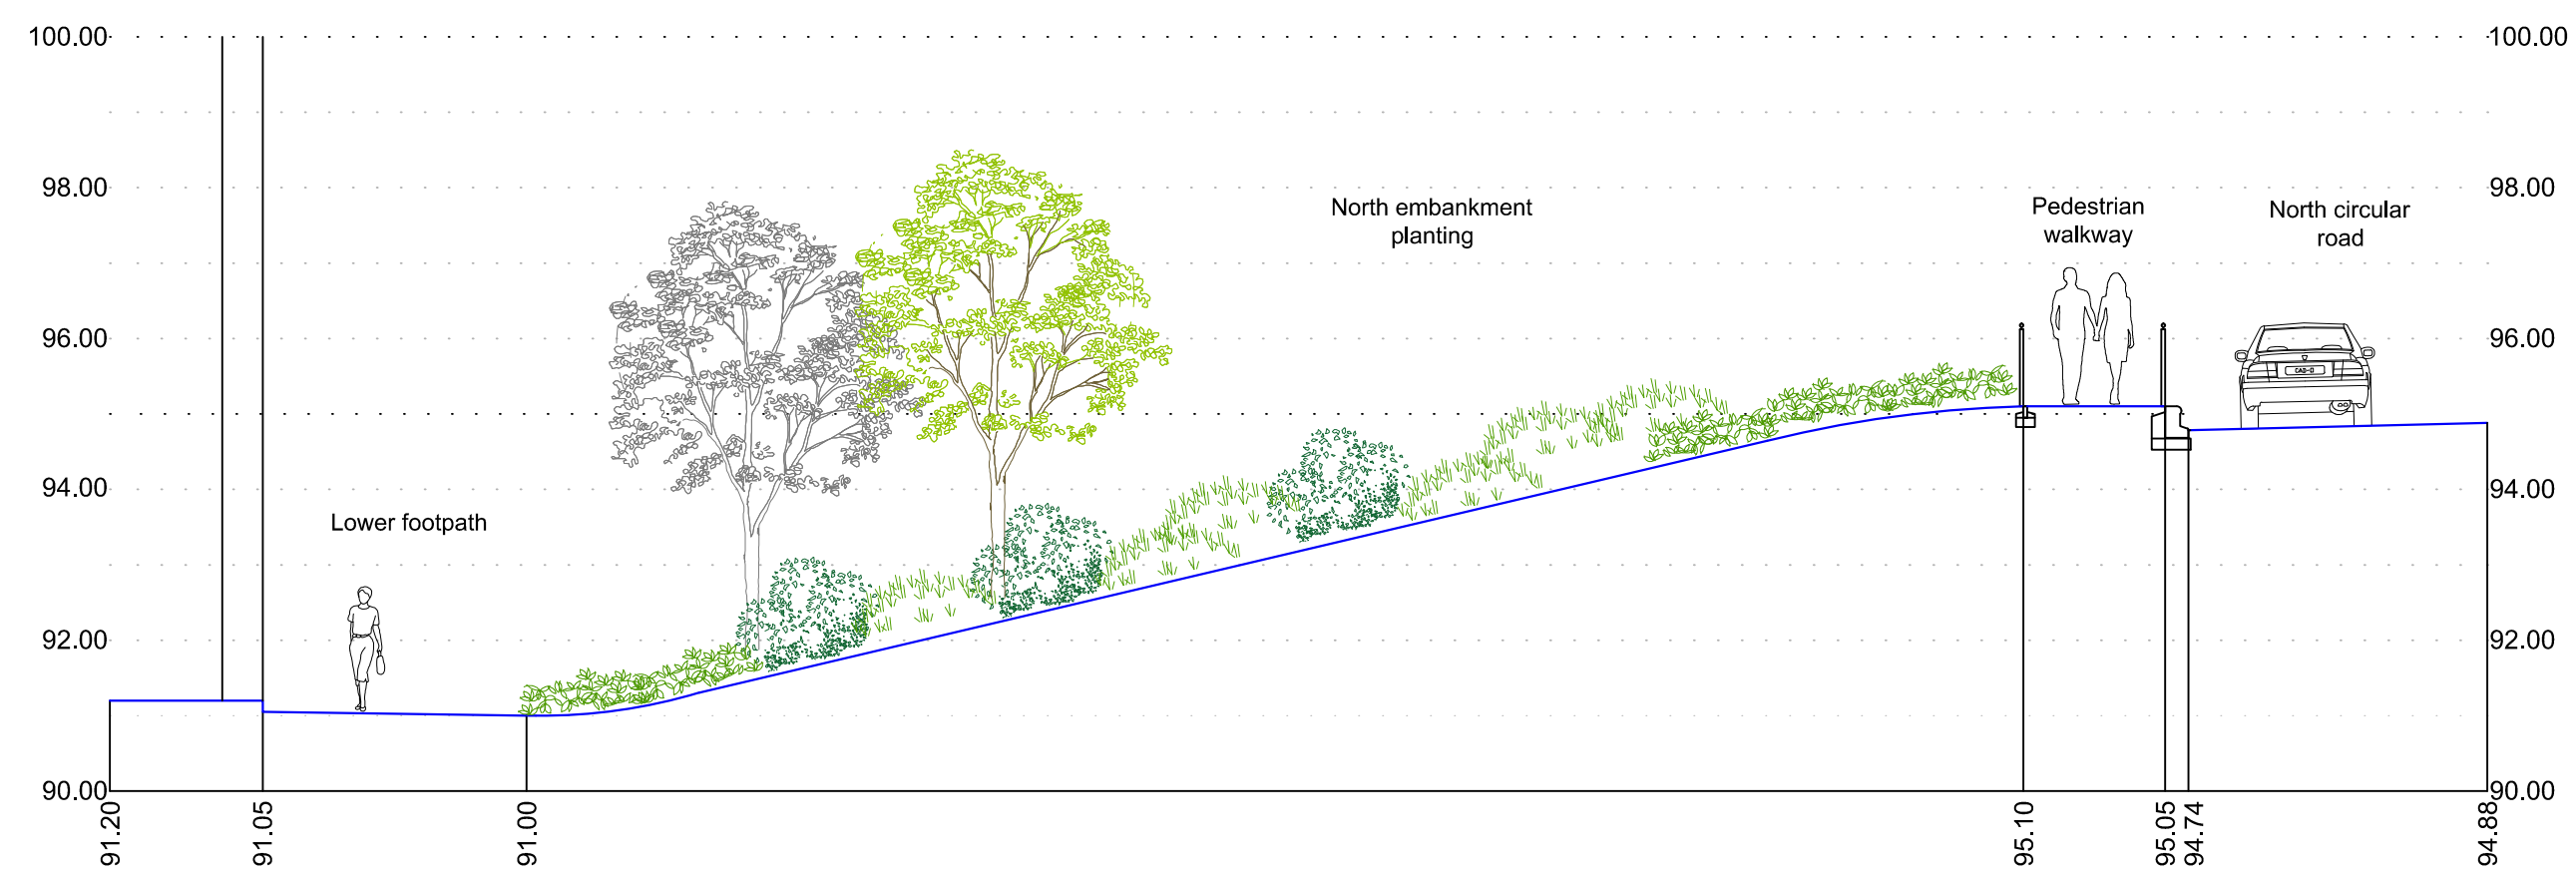 100.00
100.00
98.00
98.00
North embankment
planting
Pedestrian
walkway
North circular
road
96.00
96.00
CAD-D
94.00
94.00
Lower footpath
92.00
92.00
90.00
90.00
91.20
91.05
91.00
95.10
95.05
94.74
94.88